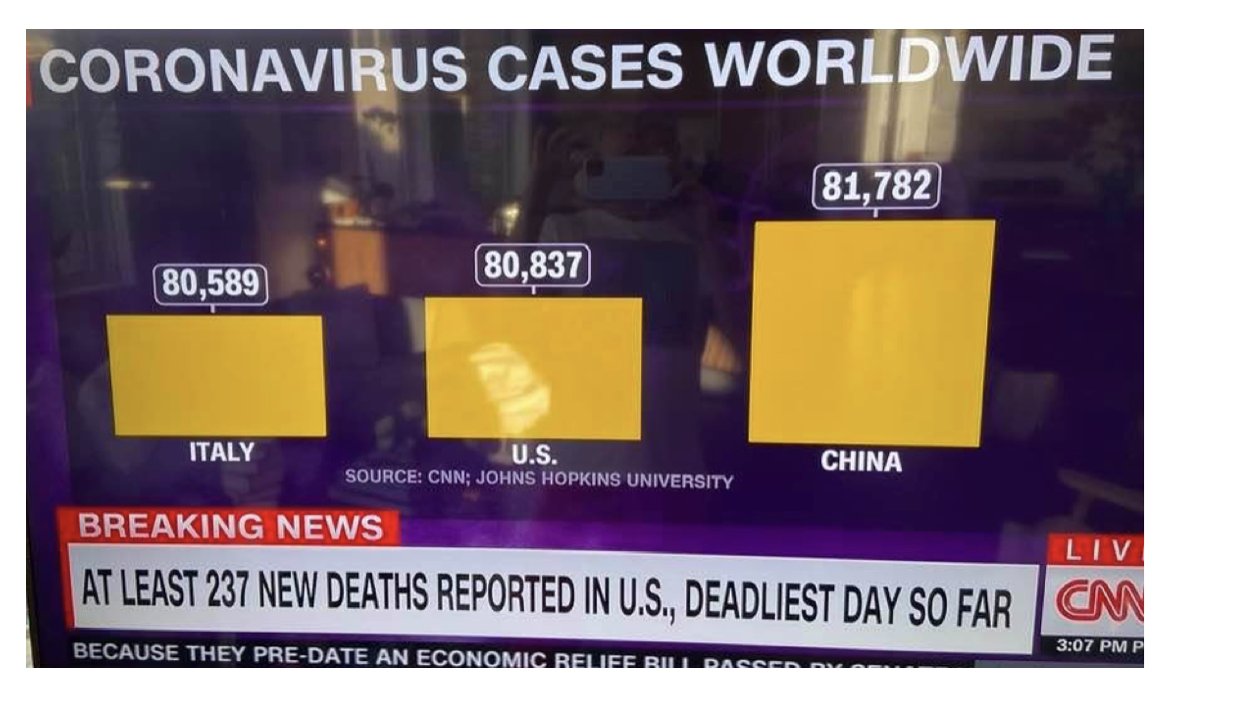 CORONAVIRUS CASES WORLDWIDE
81,782
80,837
80,589
ITALY
U.S.
CHINA
SOURCE: CNN; JOHNS HOPKINS UNIVERSITY
BREAKING NEWS
LIV
AT LEAST 237 NEW DEATHS REPORTED IN U.S., DEADLIEST DAY SO FAR
CNN
3:07 PM P
BECAUSE THEY PRE-DATE AN ECONOMIC RELIEF BILL PASSED BY